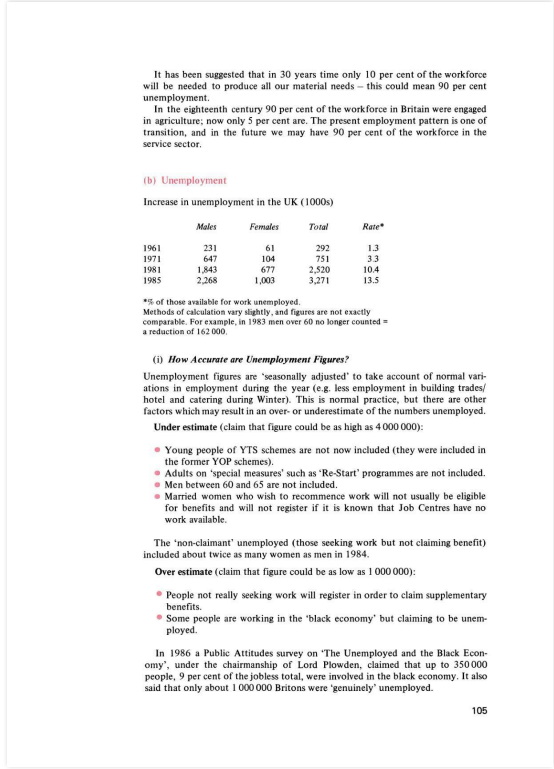 It has been suggested that in 30 years time only 10 per cent of the workforce
will be needed to produce all our material needs – this could mean 90 per cent
unemployment.
In the eighteenth century 90 per cent of the workforce in Britain were engaged
in agriculture; now only 5 per cent are. The present employment pattern is one of
transition, and in the future we may have 90 per cent of the workforce in the
service sector.
(b) Unemployment
Increase in unemployment in the UK (1000s)
Males Females Total Rate*
1961 231 61 292 1.3
1971 647 104 751 3.3
1981 1,843 677 2,520 10.4
1985 2,268 1,003 3,271 13.5
*% of those available for work unemployed.
Methods of calculation vary slightly, and figures are not exactly
comparable. For example, in 1983 men over 60 no longer counted =
a reduction of 162 000.
(i) How Accurate are Unemployment Figures?
Unemployment figures are ‘seasonally adjusted’ to take account of normal vari-
ations in employment during the year (e.g. less employment in building trades/
hotel and catering during Winter). This is normal practice, but there are other
factors which may result in an over- or underestimate of the numbers unemployed.
Under estimate (claim that figure could be as high as 4 000 000):
• Young people of YTS schemes are not now included (they were included in
the former YOP schemes).
• Adults on ‘special measures’ such as ‘Re-Start’ programmes are not included.
• Men between 60 and 65 are not included.
• Married women who wish to recommence work will not usually be eligible
for benefits and will not register if it is known that Job Centres have no
work available.
The ‘non-claimant’ unemployed (those seeking work but not claiming benefit)
included about twice as many women as men in 1984.
Over estimate (claim that figure could be as low as 1 000 000):
• People not really seeking work will register in order to claim supplementary
benefits.
• Some people are working in the ‘black economy’ but claiming to be unem-
ployed.
In 1986 a Public Attitudes survey on ‘The Unemployed and the Black Econ-
omy’, under the chairmanship of Lord Plowden, claimed that up to 350 000
people, 9 per cent of the jobless total, were involved in the black economy. It also
said that only about 1 000 000 Britons were ‘genuinely’ unemployed.
105